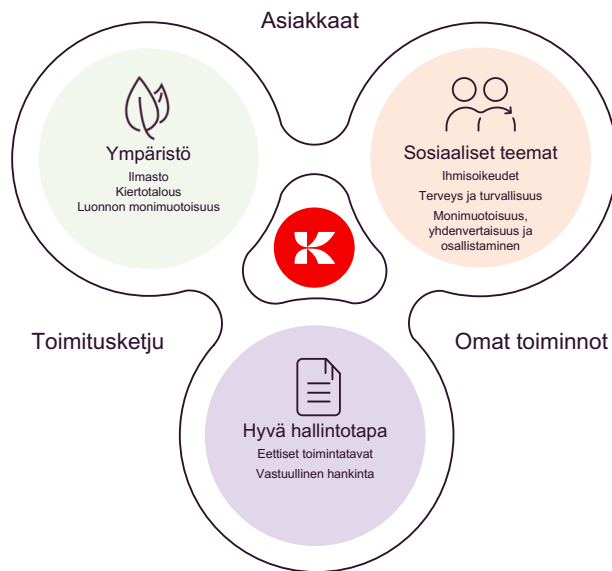 Asiakkaat
Ympäristö
Ilmasto
Kiertotalous
Luonnon monimuotoisuus
Sosiaaliset teemat
Ihmisoikeudet
Terveys ja turvallisuus
Monimuotoisuus,
yhdenvertaisuus ja
osallistaminen
K
Toimitusketju
Omat toiminnot
Hyvä hallintotapa
Eettiset toimintatavat
Vastuullinen hankinta